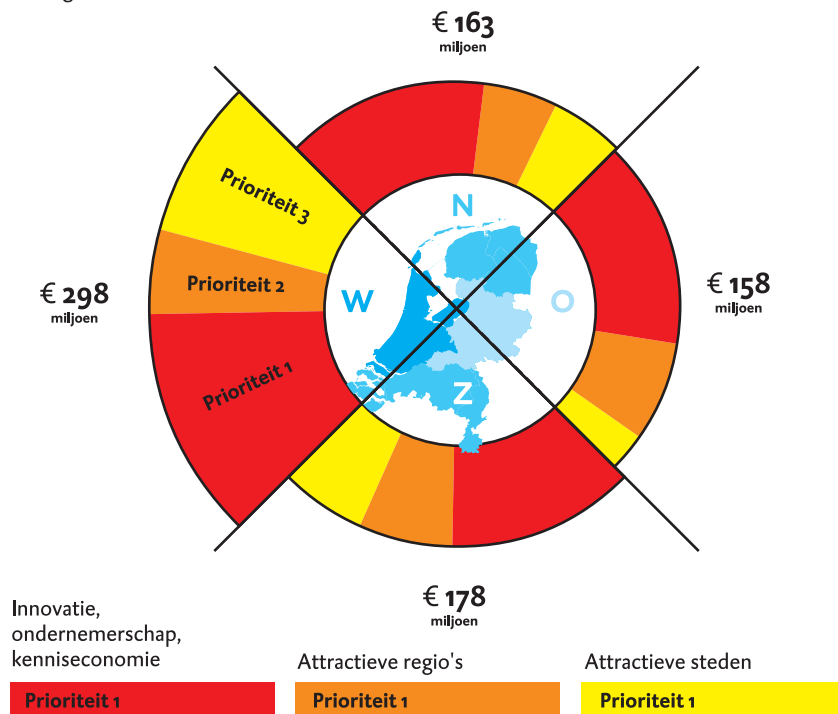 € 163
miljoen
Prioriteit 3
N
€ 298
miljoen
Prioriteit 2
W
O
€ 158
miljoen
Prioriteit 1
Z
€ 178
miljoen
Innovatie,
ondernemerschap,
kenniseconomie
Attractieve regio's
Attractieve steden
Prioriteit 1
Prioriteit 1
Prioriteit 1